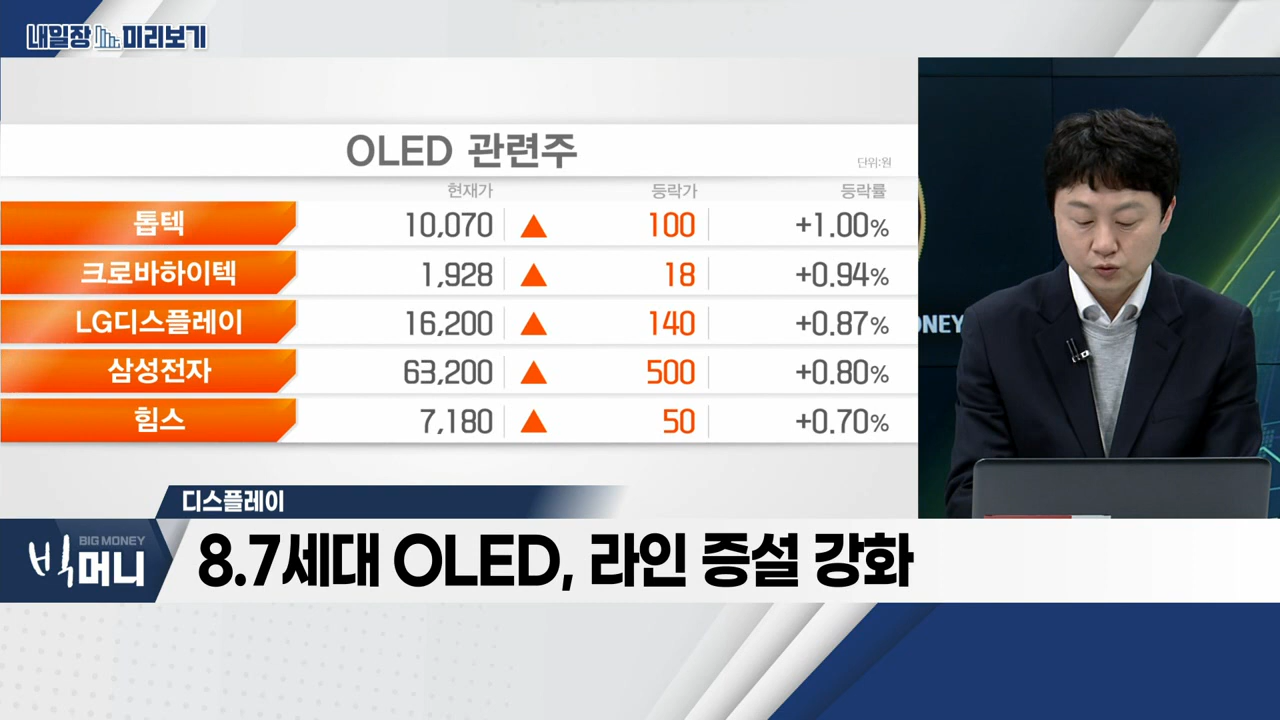 내일장 미리보기
OLED 관련주
단위:원
현재가 등락가 등락률
톱텍 10,070 ▲ 100 +1.00%
크로바하이텍 1,928 ▲ 18 +0.94%
LG디스플레이 16,200 ▲ 140 +0.87%
삼성전자 63,200 ▲ 500 +0.80%
힘스 7,180 ▲ 50 +0.70%
ONEY
디스플레이
BIG MONEY
빅머니
8.7세대 OLED, 라인 증설 강화